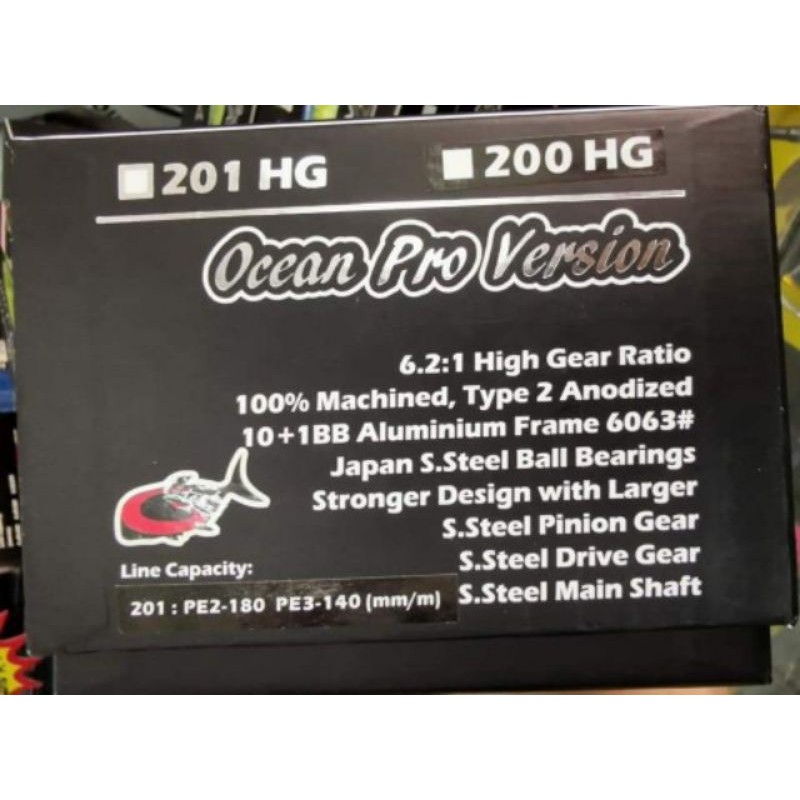 201 HG
200 HG
Ocean Pro Version
6.2:1 High Gear Ratio
100% Machined, Type 2 Anodized
10+1BB Aluminium Frame 6063#
Japan S.Steel Ball Bearings
Stronger Design with Larger
S.Steel Pinion Gear
S.Steel Drive Gear
S.Steel Main Shaft
Line Capacity:
201 : PE2-180 PE3-140 (mm/m)